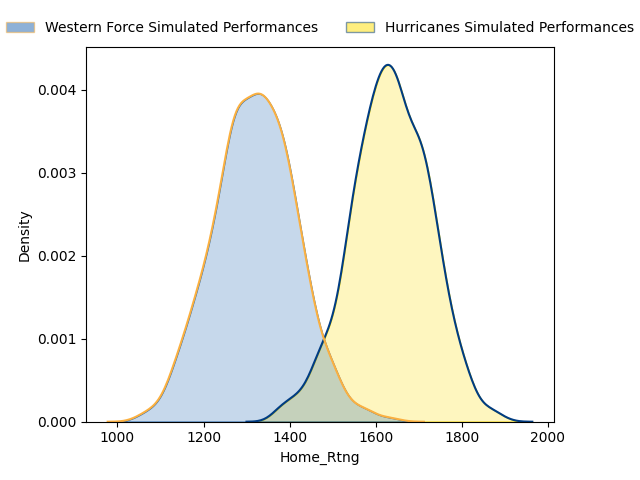 Western Force Simulated Performances Hurricanes Simulated Performances
0.004
0.003
0.002
0.001
0.000
Density
1000 1200 1400 1600 1800 2000
Home_Rtng